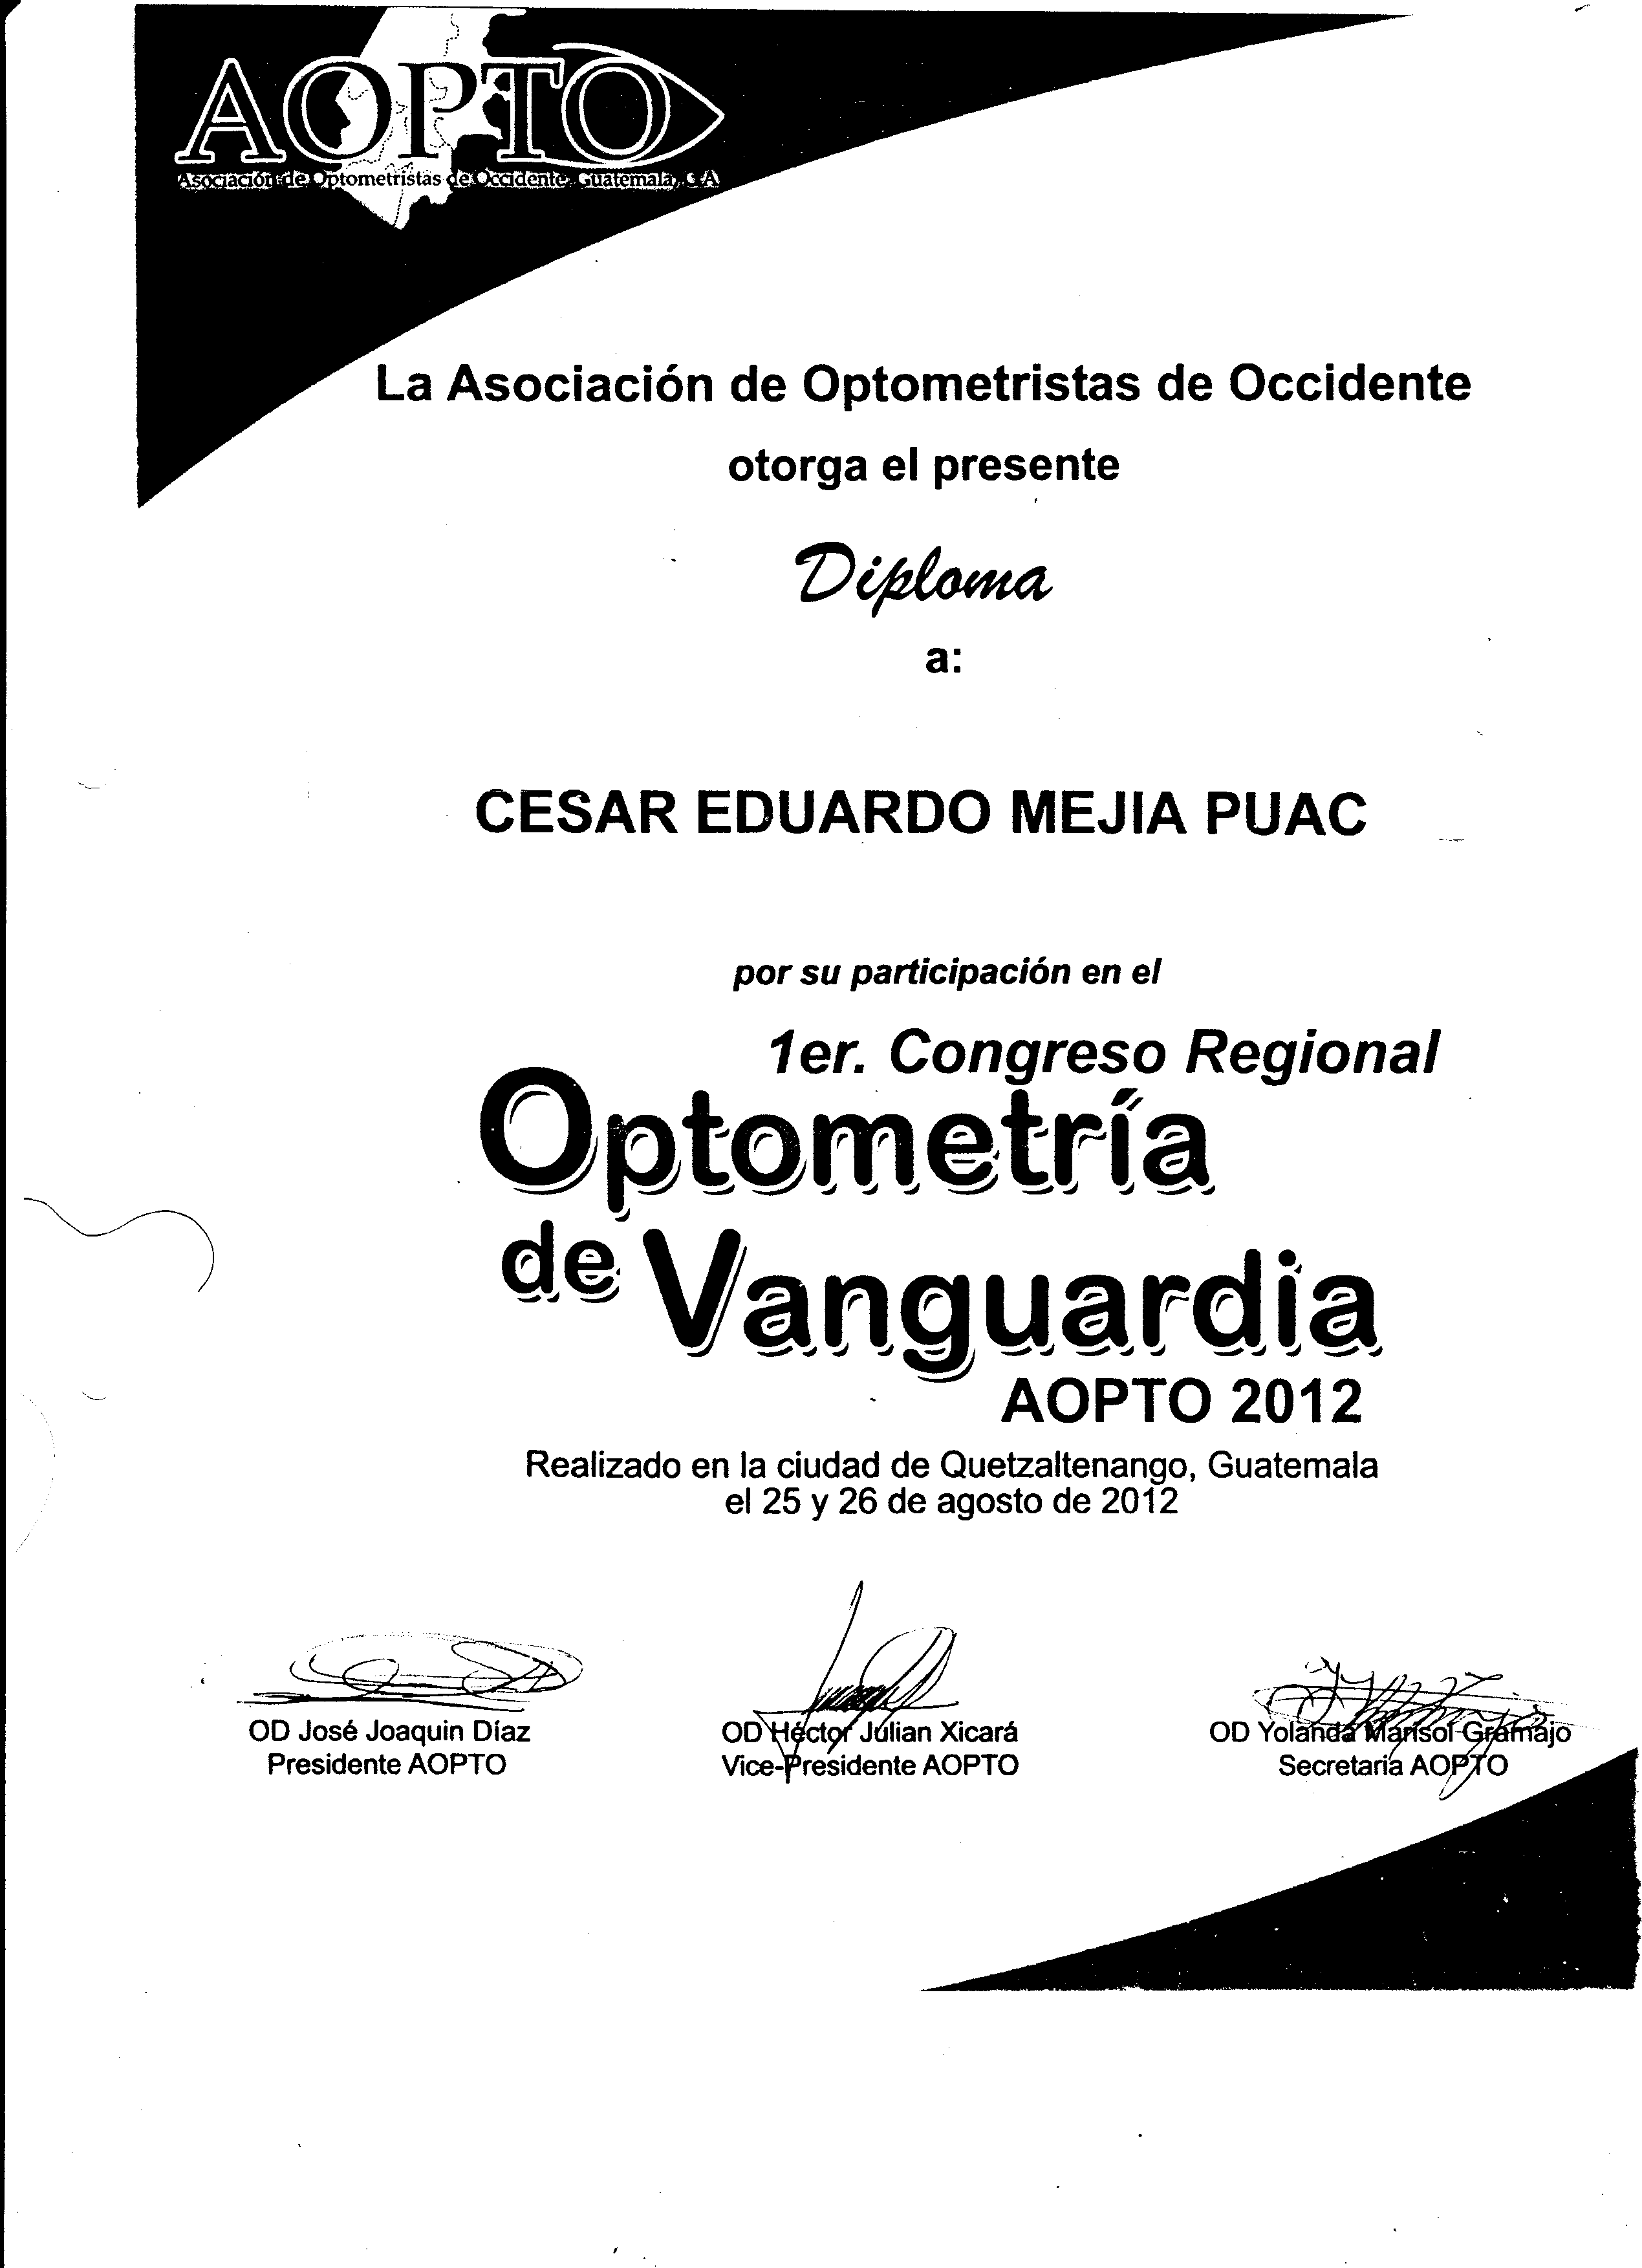 AOPTO
Asociación de Optometristas de Occidente, Guatemala, C.A.
La Asociación de Optometristas de Occidente
otorga el presente
Diploma
a:
CESAR EDUARDO MEJIA PUAC
por su participación en el
1er. Congreso Regional
Optometría
de Vanguardia
AOPTO 2012
Realizado en la ciudad de Quetzaltenango, Guatemala
el 25 y 26 de agosto de 2012
OD José Joaquin Díaz
Presidente AOPTO
OD Héctor Júlian Xicará
Vice-Presidente AOPTO
OD Yolanda Marisol Gramajo
Secretaria AOPTO